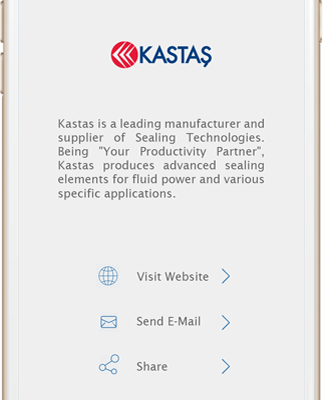 KASTAŞ
Kastas is a leading manufacturer and
supplier of Sealing Technologies.
Being "Your Productivity Partner",
Kastas produces advanced sealing
elements for fluid power and various
specific applications.
Visit Website
Send E-Mail
Share